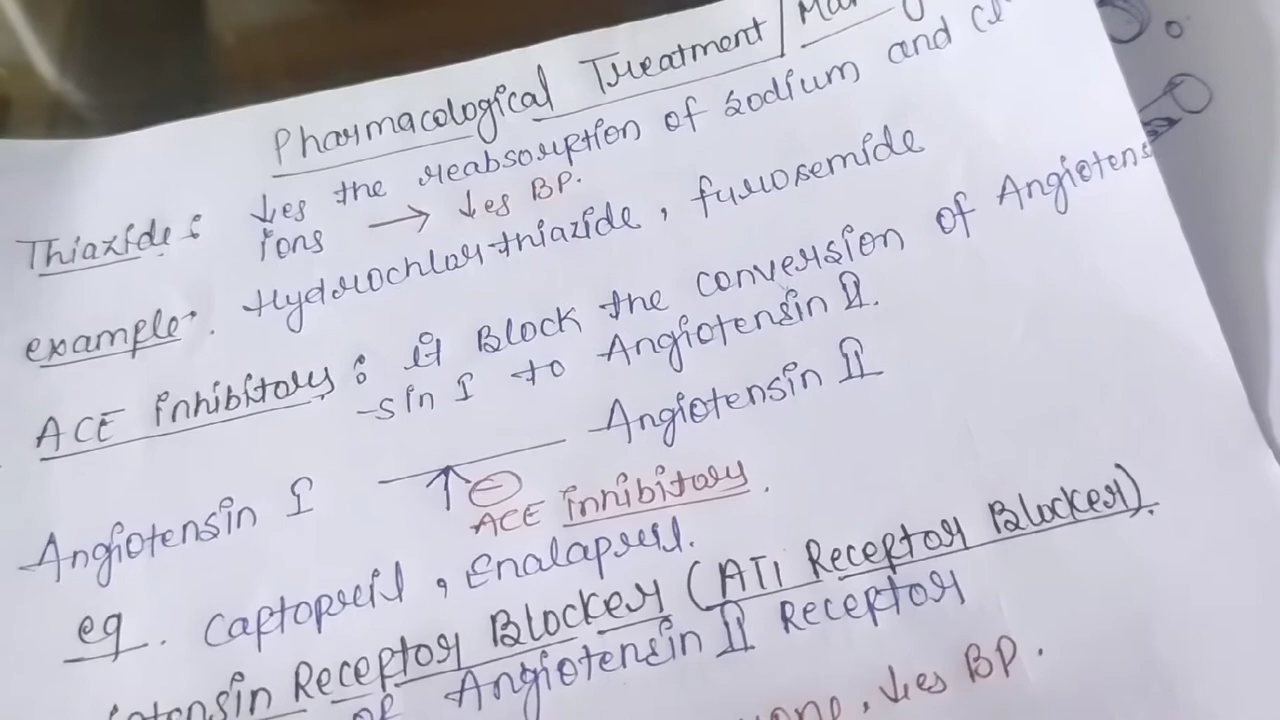 Pharmacological Treatment /
Thiazide : ↓es the reabsorption of sodium and
ions → ↓es BP.
example. Hydrochlorthiazide, furosemide
ACE inhibitors : it Block the conversion of Angioten
-sin I to Angiotensin II.
Angiotensin I Angiotensin II
↑⊖
ACE inhibitors.
eg. Captopril, Enalapril.
Receptor Blocker (AT1 Receptor Blocker).
of Angiotensin II Receptor
, ↓es BP.